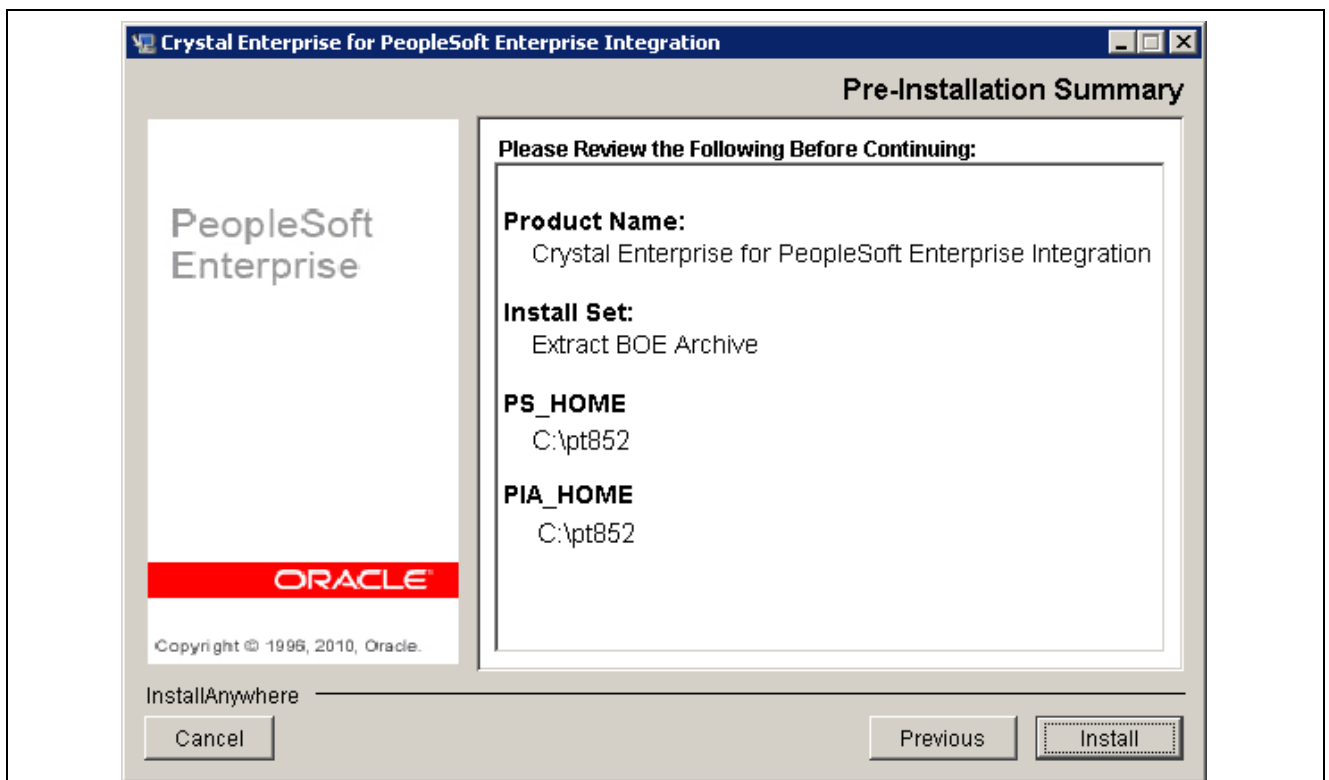 Crystal Enterprise for PeopleSoft Enterprise Integration
Pre-Installation Summary
PeopleSoft
Enterprise
ORACLE®
Copyright © 1996, 2010, Oracle.
Please Review the Following Before Continuing:
Product Name:
Crystal Enterprise for PeopleSoft Enterprise Integration
Install Set:
Extract BOE Archive
PS_HOME
C:\pt852
PIA_HOME
C:\pt852
InstallAnywhere
Cancel
Previous
Install